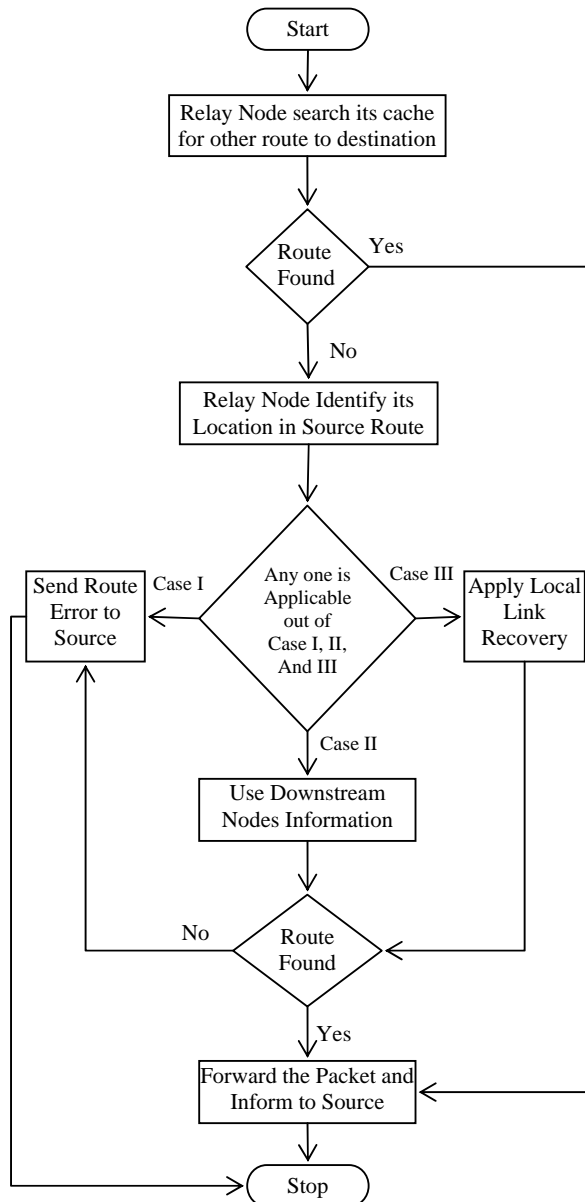 Start
Relay Node search its cache
for other route to destination
Route
Found
Yes
No
Relay Node Identify its
Location in Source Route
Send Route
Error to
Source
Case I
Any one is
Applicable
out of
Case I, II,
And III
Case III
Apply Local
Link
Recovery
Case II
Use Downstream
Nodes Information
No
Route
Found
Yes
Forward the Packet and
Inform to Source
Stop